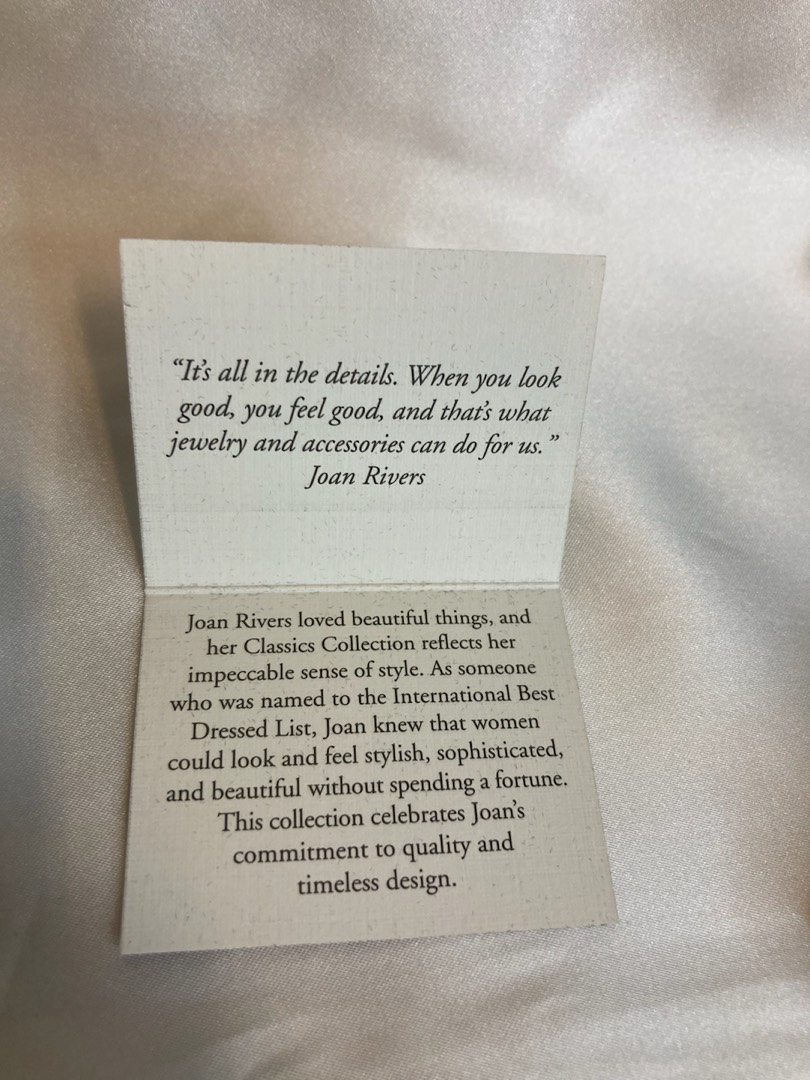 “It’s all in the details. When you look
good, you feel good, and that’s what
jewelry and accessories can do for us.”
Joan Rivers
Joan Rivers loved beautiful things, and
her Classics Collection reflects her
impeccable sense of style. As someone
who was named to the International Best
Dressed List, Joan knew that women
could look and feel stylish, sophisticated,
and beautiful without spending a fortune.
This collection celebrates Joan’s
commitment to quality and
timeless design.